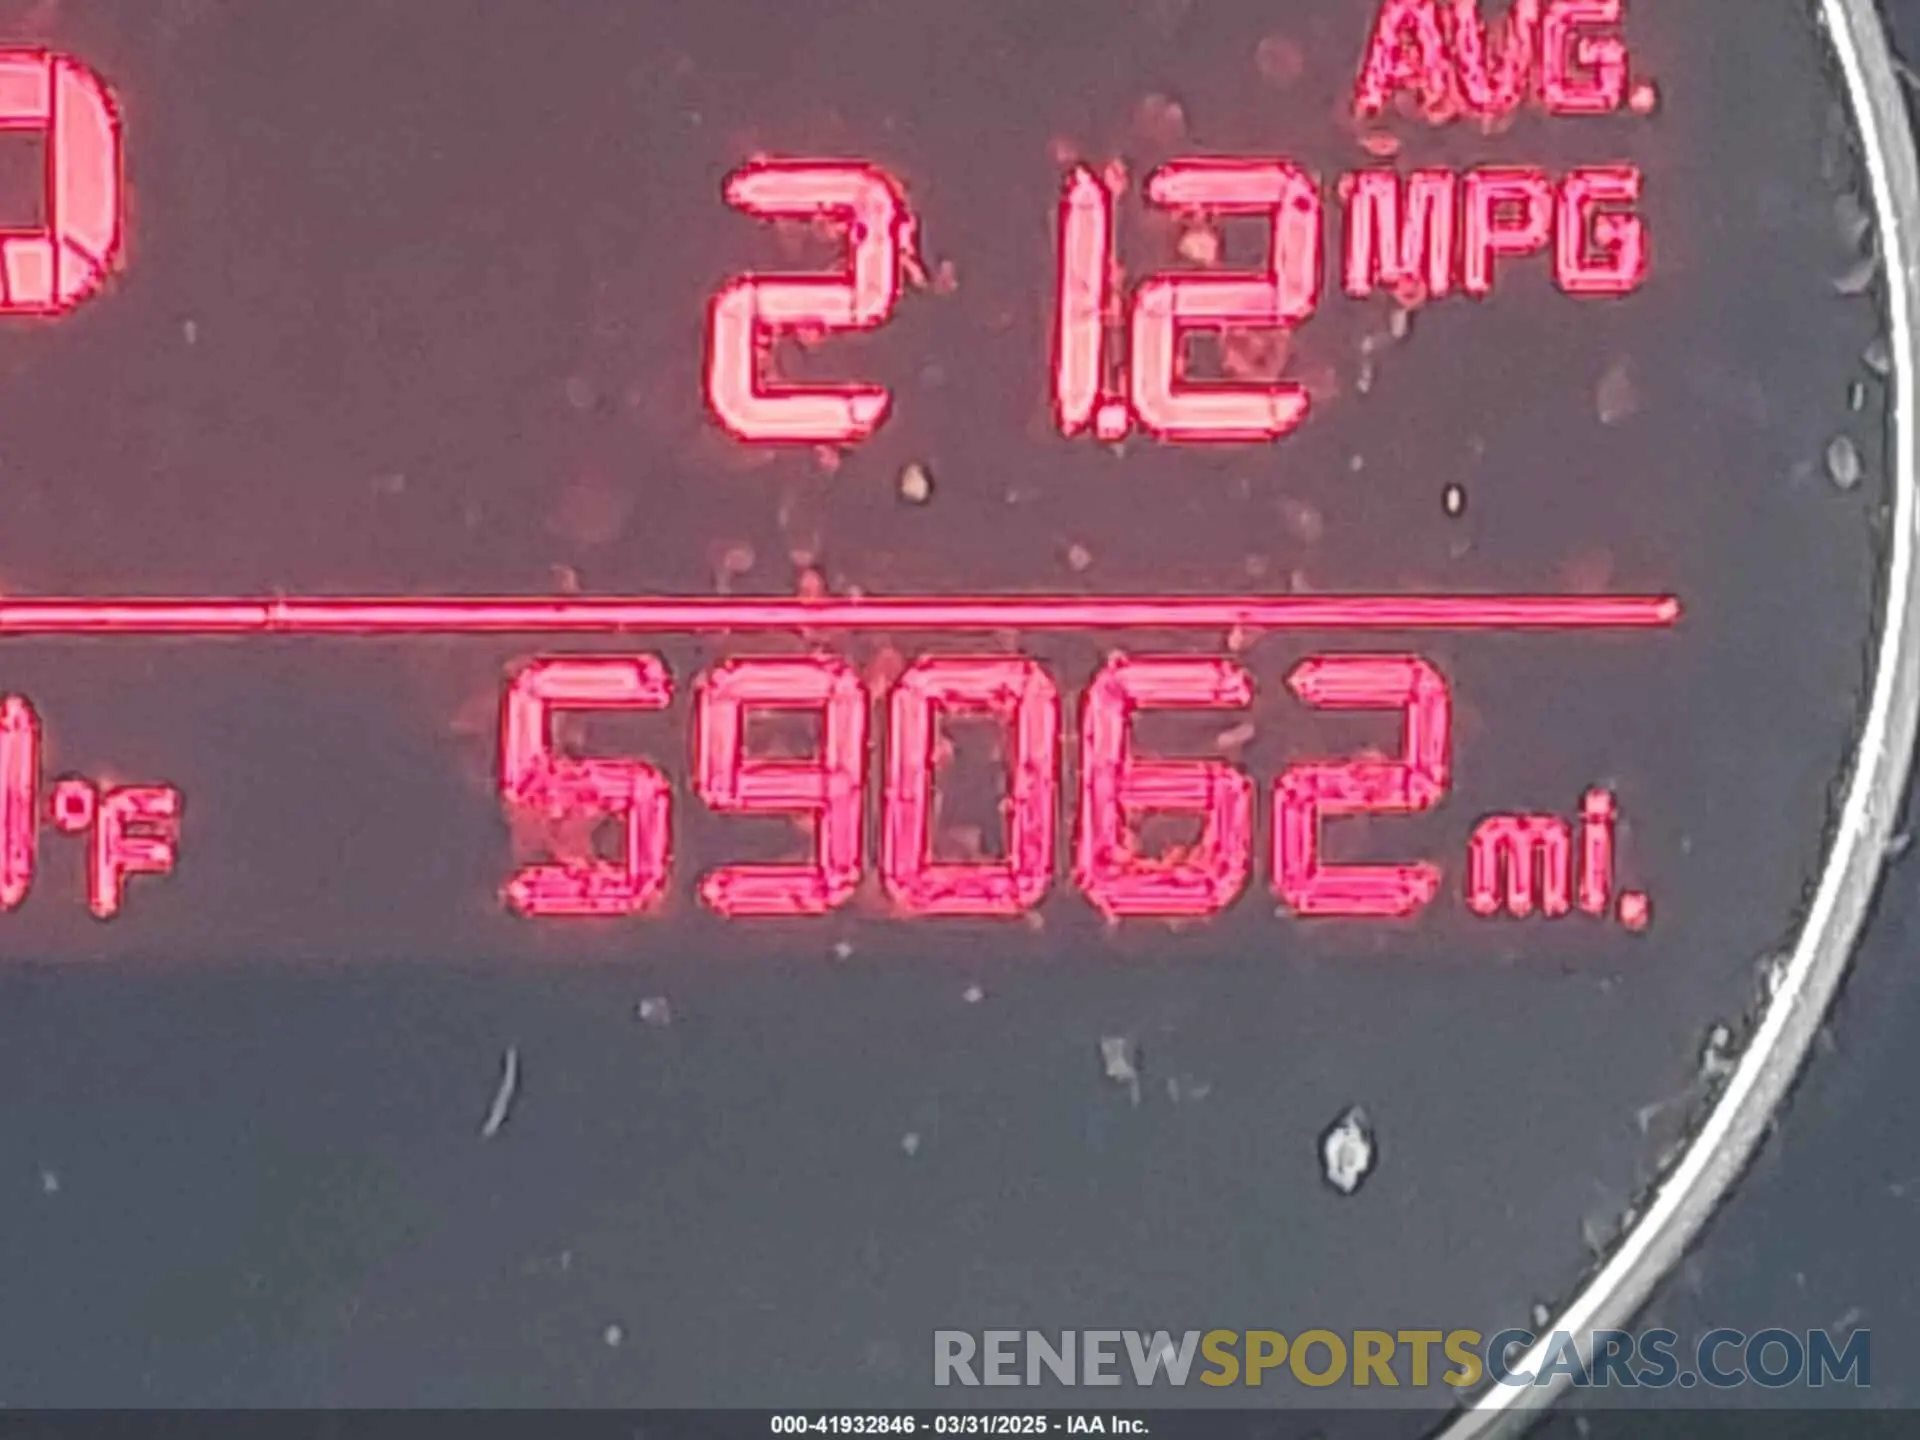 AVG.
21.2 MPG
°F 59062 mi.
RENEWSPORTSCARS.COM
000-41932846 - 03/31/2025 - IAA Inc.